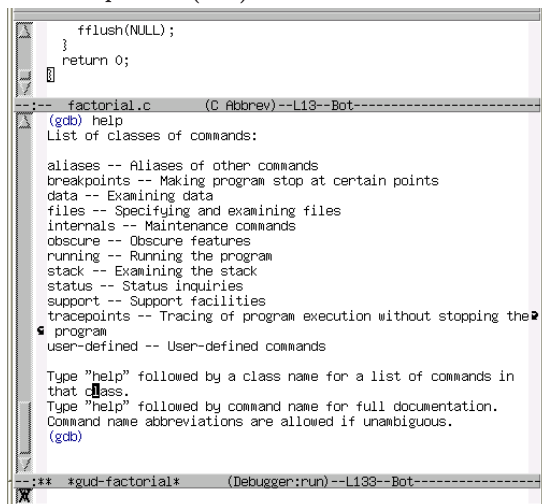 fflush(NULL);
}
return 0;
}
--:-- factorial.c (C Abbrev)--L13--Bot------------------------
(gdb) help
List of classes of commands:
aliases -- Aliases of other commands
breakpoints -- Making program stop at certain points
data -- Examining data
files -- Specifying and examining files
internals -- Maintenance commands
obscure -- Obscure features
running -- Running the program
stack -- Examining the stack
status -- Status inquiries
support -- Support facilities
tracepoints -- Tracing of program execution without stopping the
program
user-defined -- User-defined commands
Type "help" followed by a class name for a list of commands in
that class.
Type "help" followed by command name for full documentation.
Command name abbreviations are allowed if unambiguous.
(gdb)
--:** *gud-factorial* (Debugger:run)--L133--Bot----------------